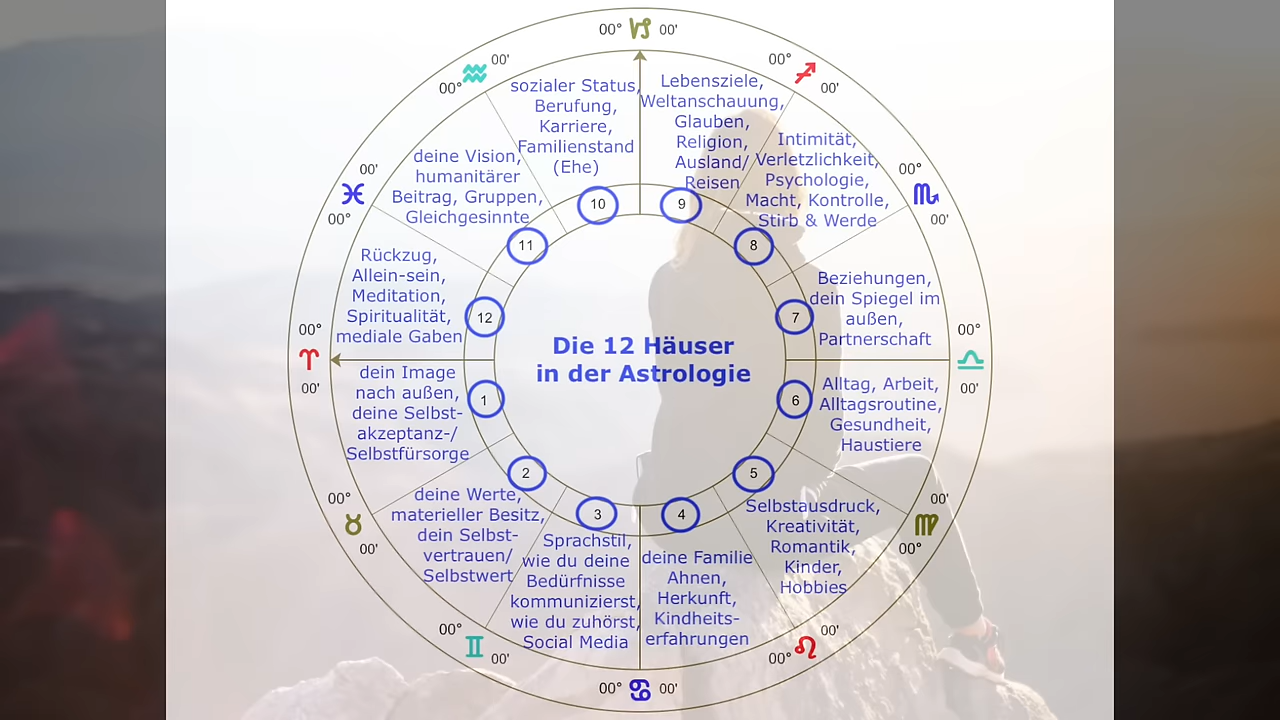 Die 12 Häuser
in der Astrologie
1
dein Image
nach außen,
deine Selbst-
akzeptanz-/
Selbstfürsorge
2
deine Werte,
materieller Besitz,
dein Selbst-
vertrauen/
Selbstwert
3
Sprachstil,
wie du deine
Bedürfnisse
kommunizierst,
wie du zuhörst,
Social Media
4
deine Familie
Ahnen,
Herkunft,
Kindheits-
erfahrungen
5
Selbstausdruck,
Kreativität,
Romantik,
Kinder,
Hobbies
6
Alltag, Arbeit,
Alltagsroutine,
Gesundheit,
Haustiere
7
Beziehungen,
dein Spiegel im
außen,
Partnerschaft
8
Intimität,
Verletzlichkeit,
Psychologie,
Macht, Kontrolle,
Stirb & Werde
9
Lebensziele,
Weltanschauung,
Glauben,
Religion,
Ausland/
Reisen
10
sozialer Status,
Berufung,
Karriere,
Familienstand
(Ehe)
11
deine Vision,
humanitärer
Beitrag, Gruppen,
Gleichgesinnte
12
Rückzug,
Allein-sein,
Meditation,
Spiritualität,
mediale Gaben
00° ♈ 00'
00° ♉ 00'
00° ♊ 00'
00° ♋ 00'
00° ♌ 00'
00° ♍ 00'
00° ♎ 00'
00° ♏ 00'
00° ♐ 00'
00° ♑ 00'
00° ♒ 00'
00° ♓ 00'